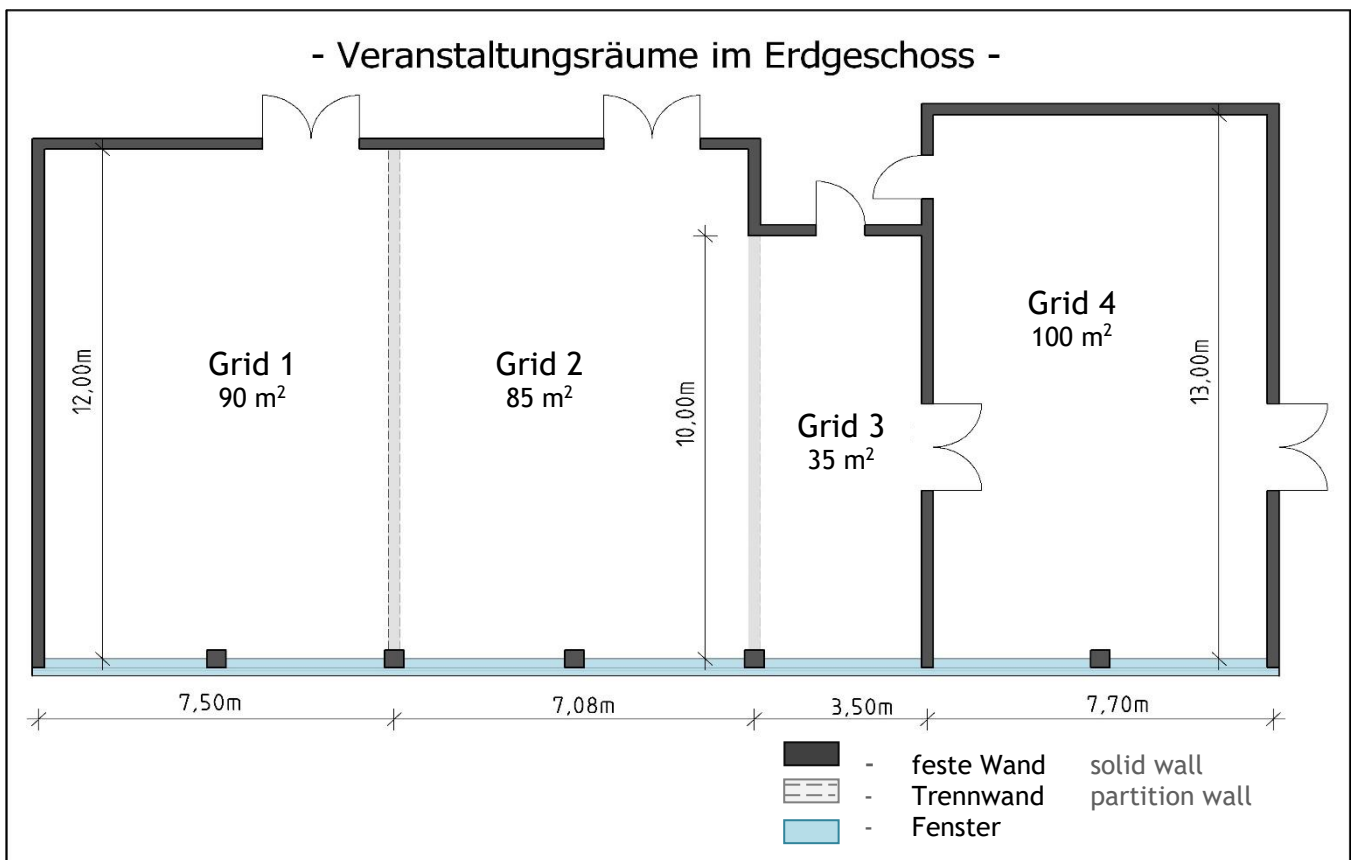 - Veranstaltungsräume im Erdgeschoss -
12,00m
Grid 1
90 m²
Grid 2
85 m²
10,00m
Grid 3
35 m²
Grid 4
100 m²
13,00m
7,50m
7,08m
3,50m
7,70m
- feste Wand solid wall
- Trennwand partition wall
- Fenster